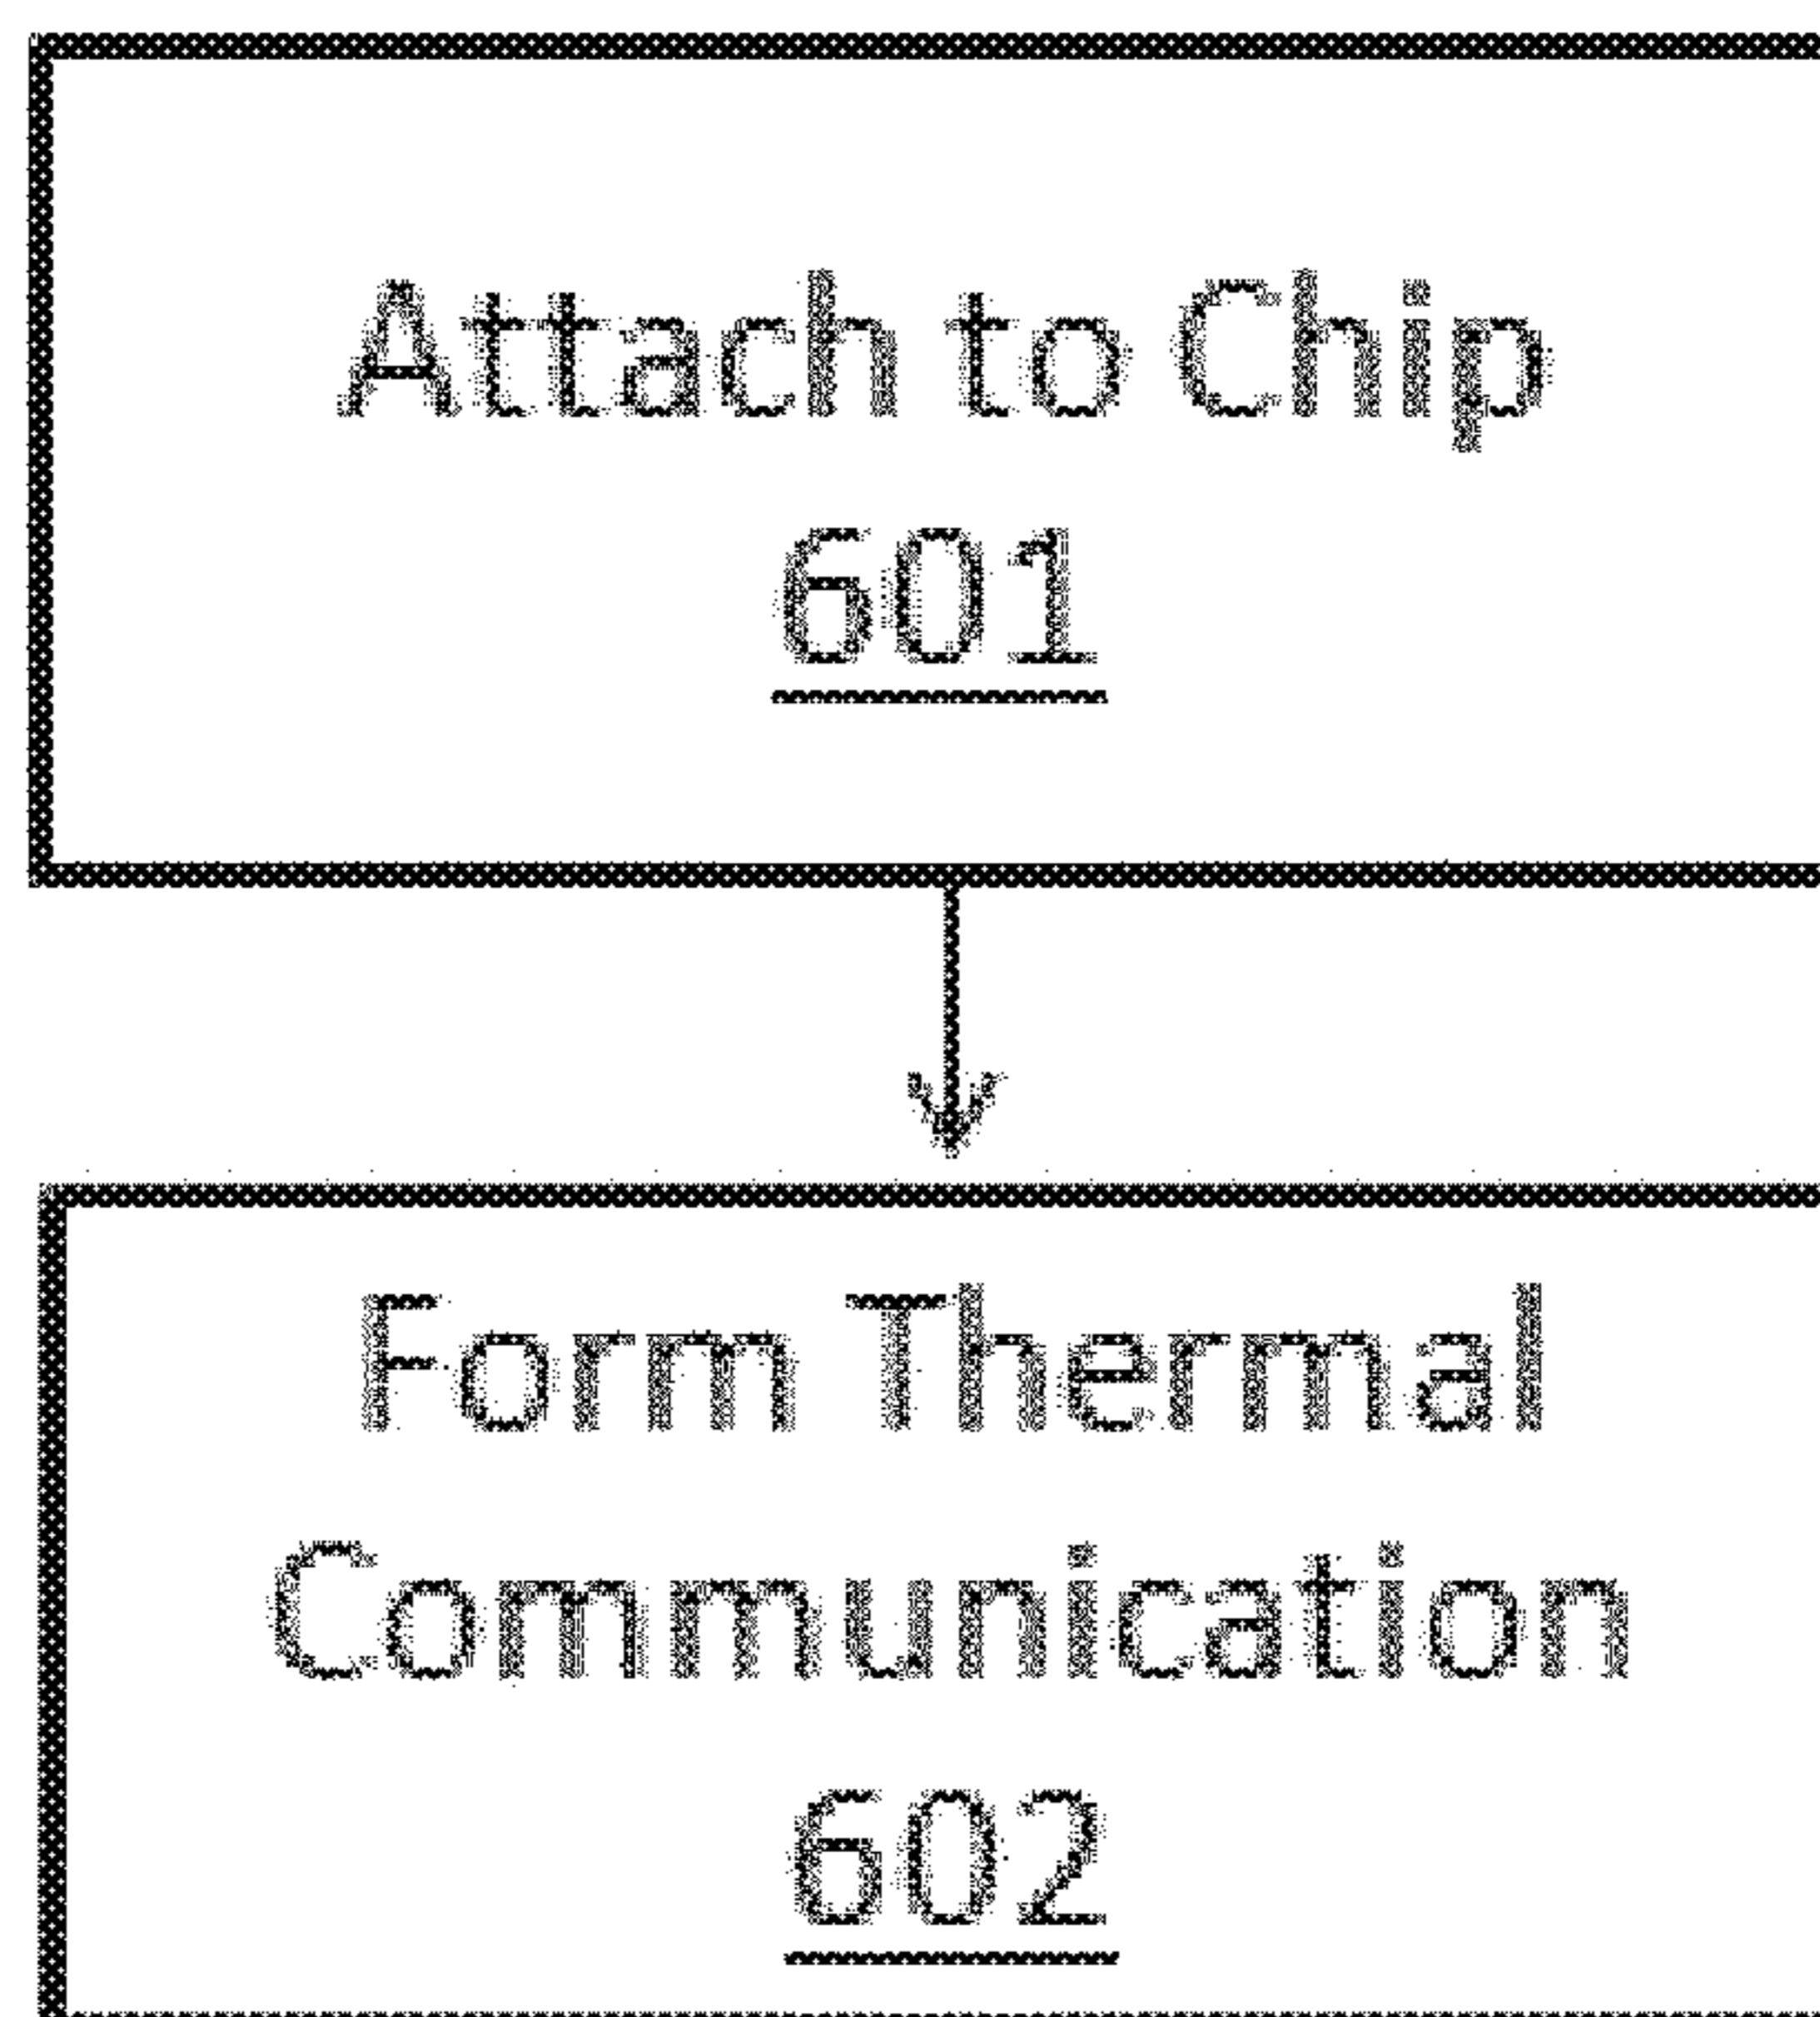 Attach to Chip
601
Form Thermal
Communication
602